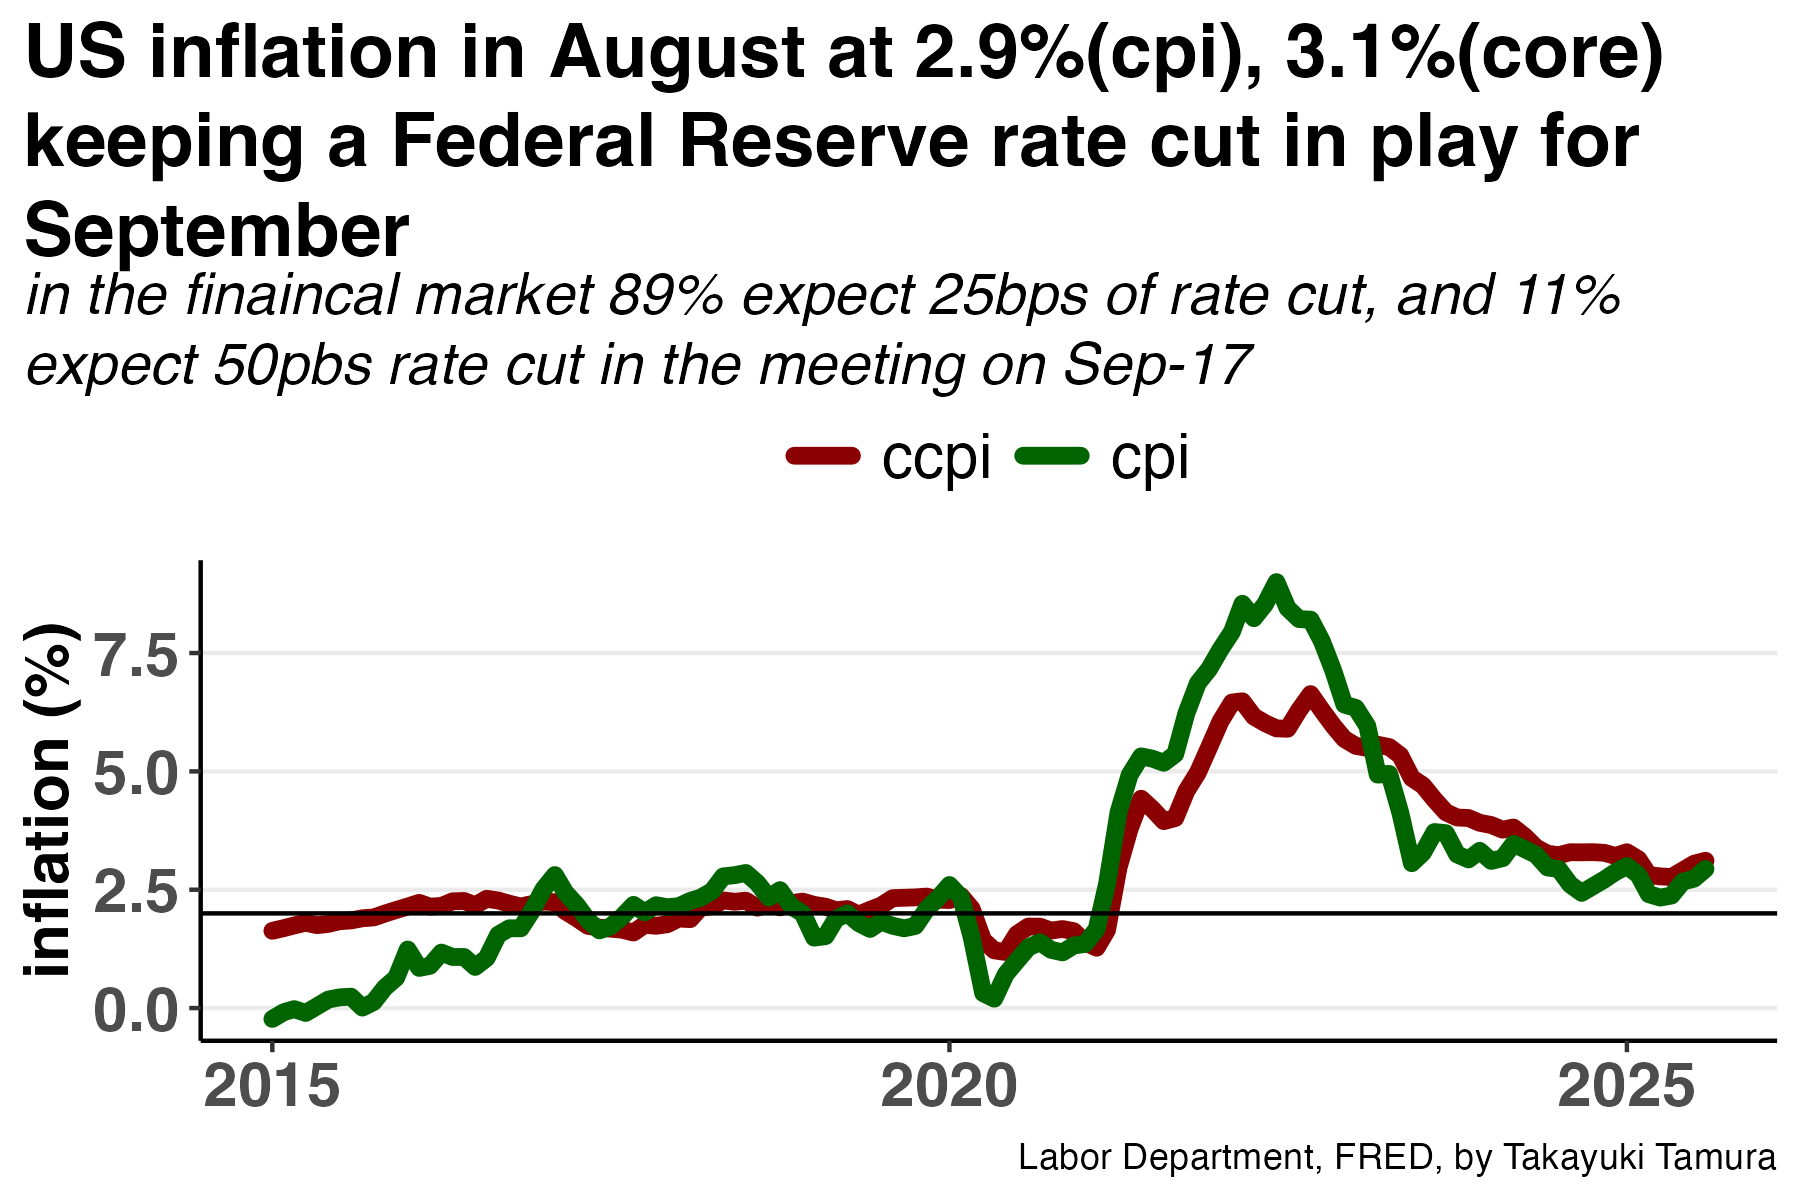 US inflation in August at 2.9%(cpi), 3.1%(core)
keeping a Federal Reserve rate cut in play for
September
in the finaincal market 89% expect 25bps of rate cut, and 11%
expect 50pbs rate cut in the meeting on Sep-17
ccpi cpi
inflation (%)
7.5
5.0
2.5
0.0
2015 2020 2025
Labor Department, FRED, by Takayuki Tamura